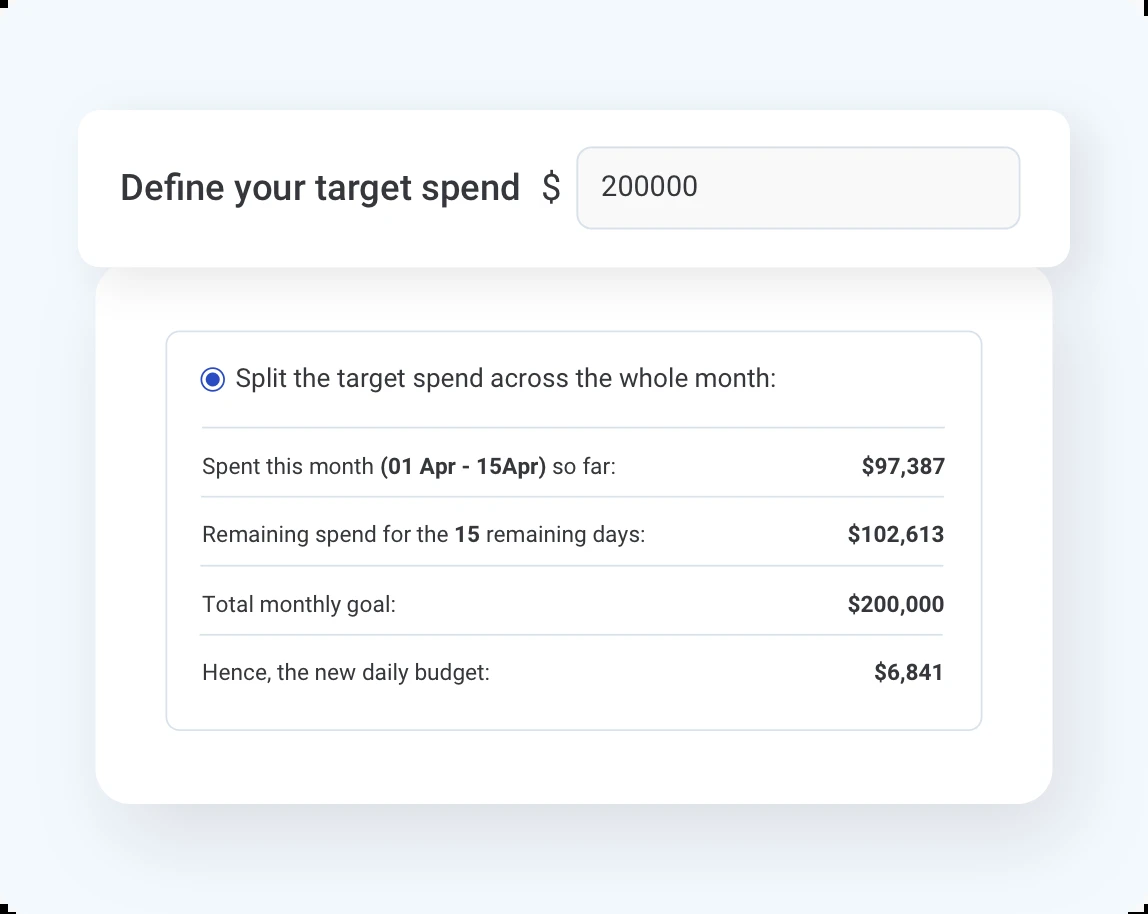 Define your target spend $ 200000
Split the target spend across the whole month:
Spent this month (01 Apr - 15Apr) so far: $97,387
Remaining spend for the 15 remaining days: $102,613
Total monthly goal: $200,000
Hence, the new daily budget: $6,841